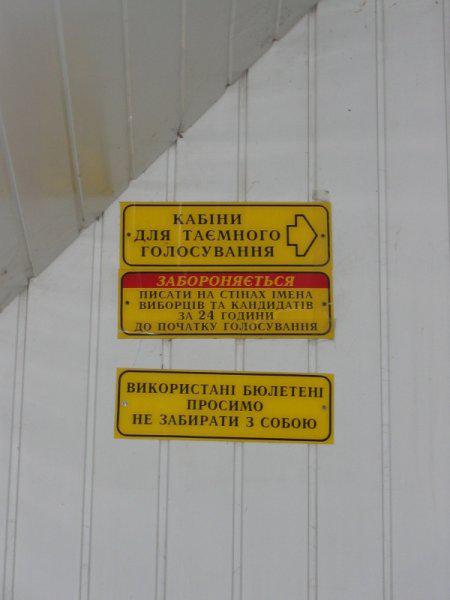 КАБІНИ
ДЛЯ ТАЄМНОГО
ГОЛОСУВАННЯ
ЗАБОРОНЯЄТЬСЯ
ПИСАТИ НА СТІНАХ ІМЕНА
ВИБОРЦІВ ТА КАНДИДАТІВ
ЗА 24 ГОДИНИ
ДО ПОЧАТКУ ГОЛОСУВАННЯ
ВИКОРИСТАНІ БЮЛЕТЕНІ
ПРОСИМО
НЕ ЗАБИРАТИ З СОБОЮ